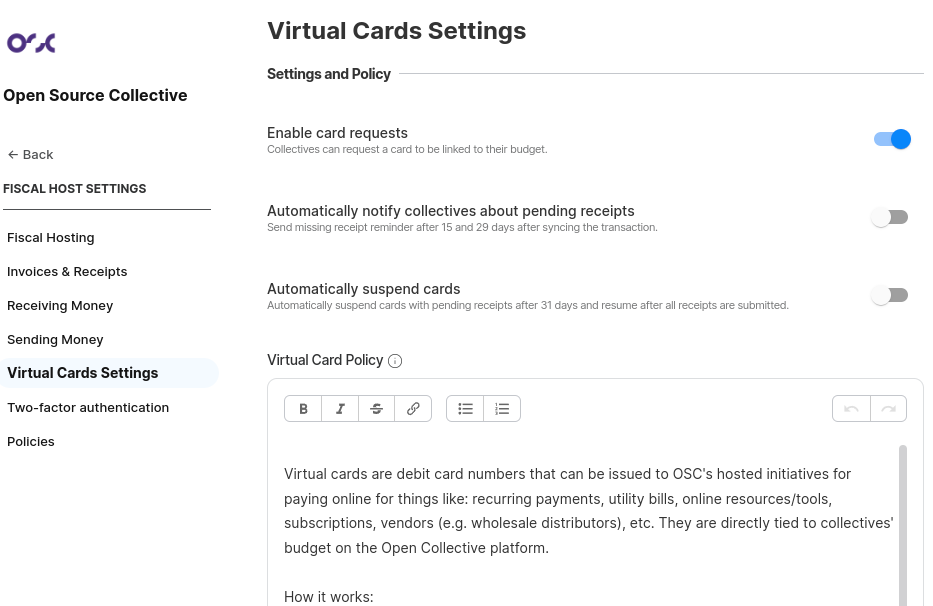 OSC
Open Source Collective
← Back
FISCAL HOST SETTINGS
Fiscal Hosting
Invoices & Receipts
Receiving Money
Sending Money
Virtual Cards Settings
Two-factor authentication
Policies
Virtual Cards Settings
Settings and Policy
Enable card requests
Collectives can request a card to be linked to their budget.
Automatically notify collectives about pending receipts
Send missing receipt reminder after 15 and 29 days after syncing the transaction.
Automatically suspend cards
Automatically suspend cards with pending receipts after 31 days and resume after all receipts are submitted.
Virtual Card Policy
B I S
Virtual cards are debit card numbers that can be issued to OSC's hosted initiatives for
paying online for things like: recurring payments, utility bills, online resources/tools,
subscriptions, vendors (e.g. wholesale distributors), etc. They are directly tied to collectives'
budget on the Open Collective platform.
How it works: